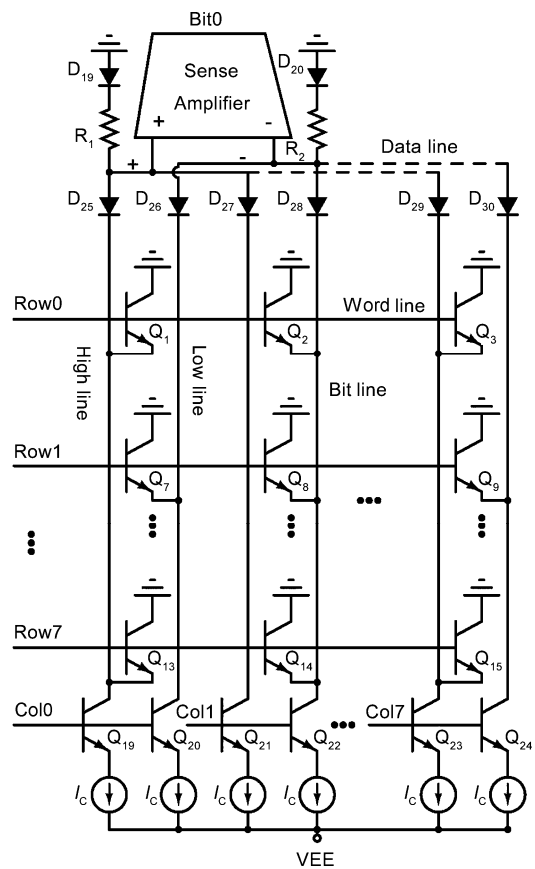 Bit0
D19
D20
Sense
Amplifier
+ -
R1
R2
Data line
+
-
D25 D26 D27 D28 D29 D30
Row0
Word line
Q1 Q2 Q3
High line
Low line
Bit line
Row1
Q7 Q8 Q9
Row7
Q13 Q14 Q15
Col0 Col1 Col7
Q19 Q20 Q21 Q22 Q23 Q24
IC IC IC IC IC IC
VEE